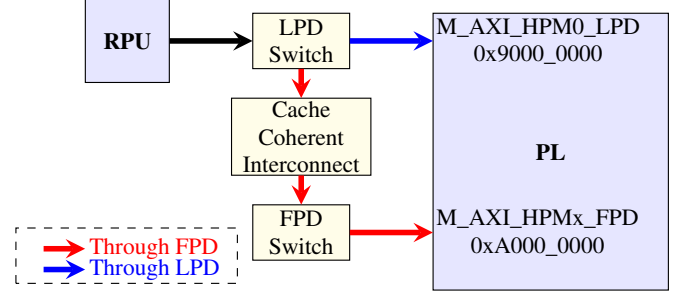 RPU
LPD
Switch
M_AXI_HPM0_LPD
0x9000_0000
Cache
Coherent
Interconnect
PL
FPD
Switch
M_AXI_HPMx_FPD
0xA000_0000
Through FPD
Through LPD